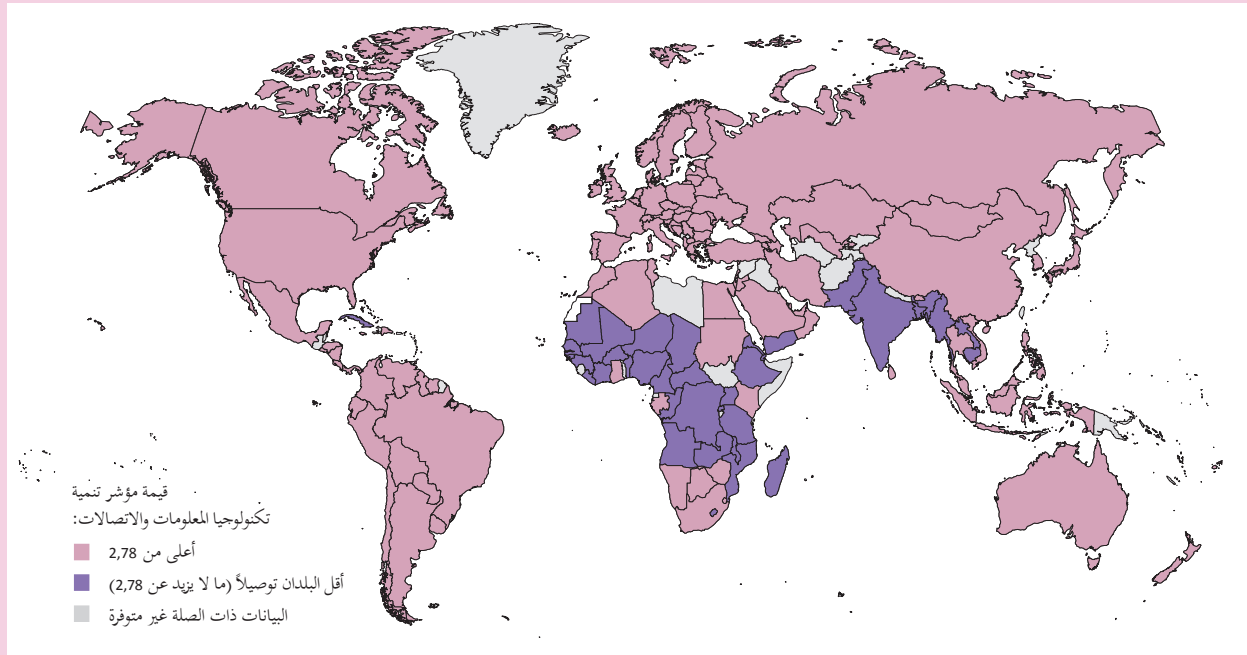 قيمة مؤشر تنمية
تكنولوجيا المعلومات والاتصالات:
أعلى من 2,78
أقل البلدان توصيلاً (ما لا يزيد عن 2,78)
البيانات ذات الصلة غير متوفرة